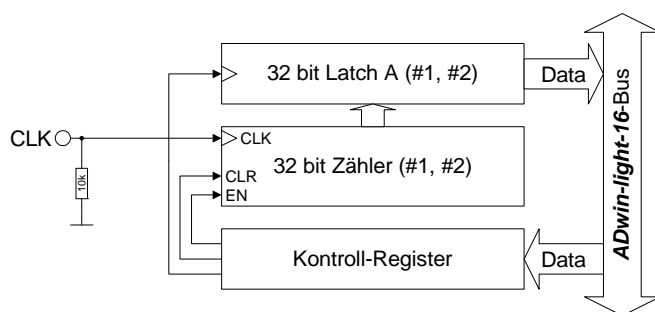 32 bit Latch A (#1, #2)
Data
CLK
CLK
32 bit Zähler (#1, #2)
CLR
EN
10k
Kontroll-Register
Data
ADwin-light-16-Bus